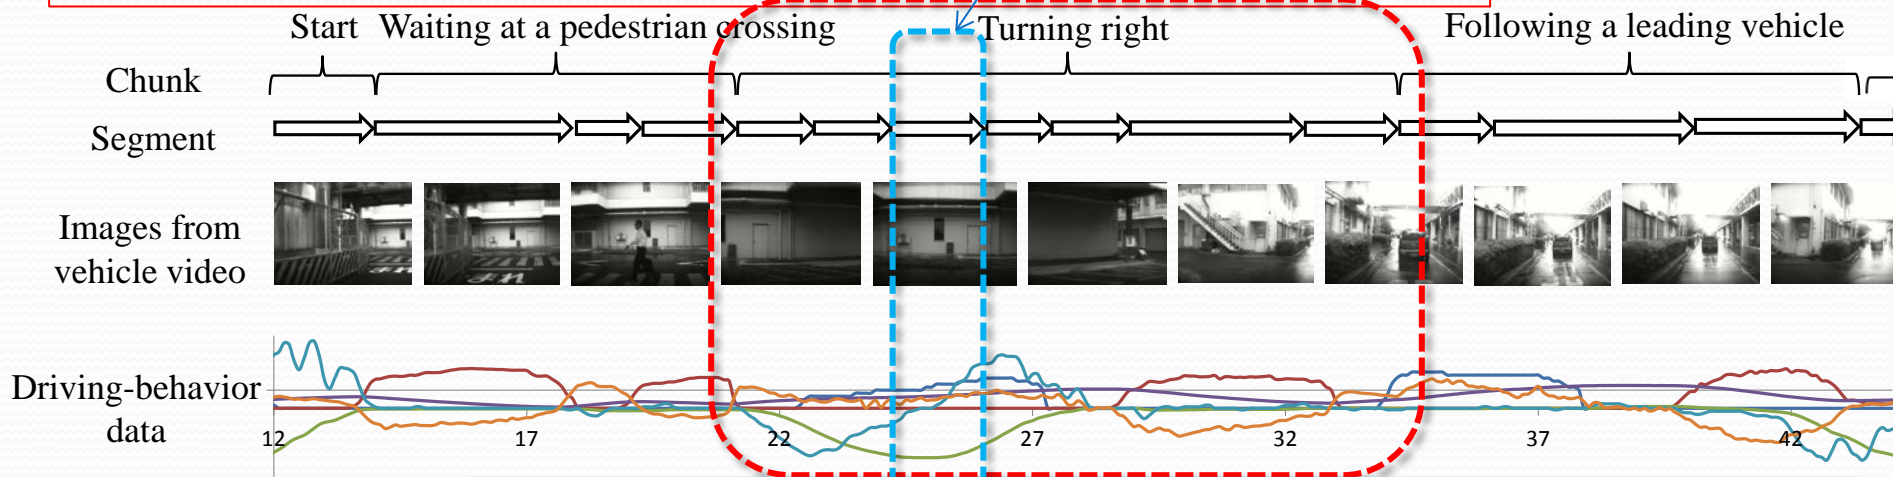 Start Waiting at a pedestrian crossing Turning right Following a leading vehicle
Chunk
Segment
Images from
vehicle video
Driving-behavior
data
12 17 22 27 32 37 42